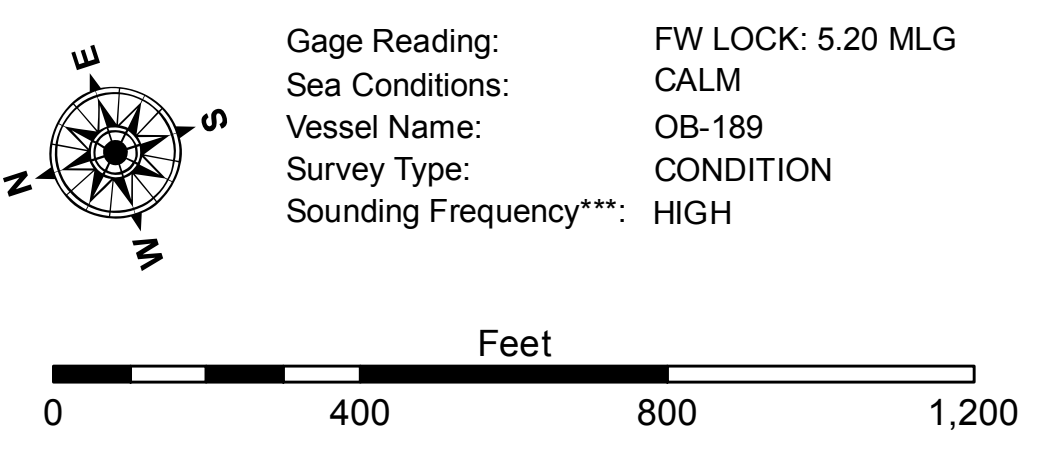 E
S
N
W
Gage Reading: FW LOCK: 5.20 MLG
Sea Conditions: CALM
Vessel Name: OB-189
Survey Type: CONDITION
Sounding Frequency***: HIGH
Feet
0 400 800 1,200